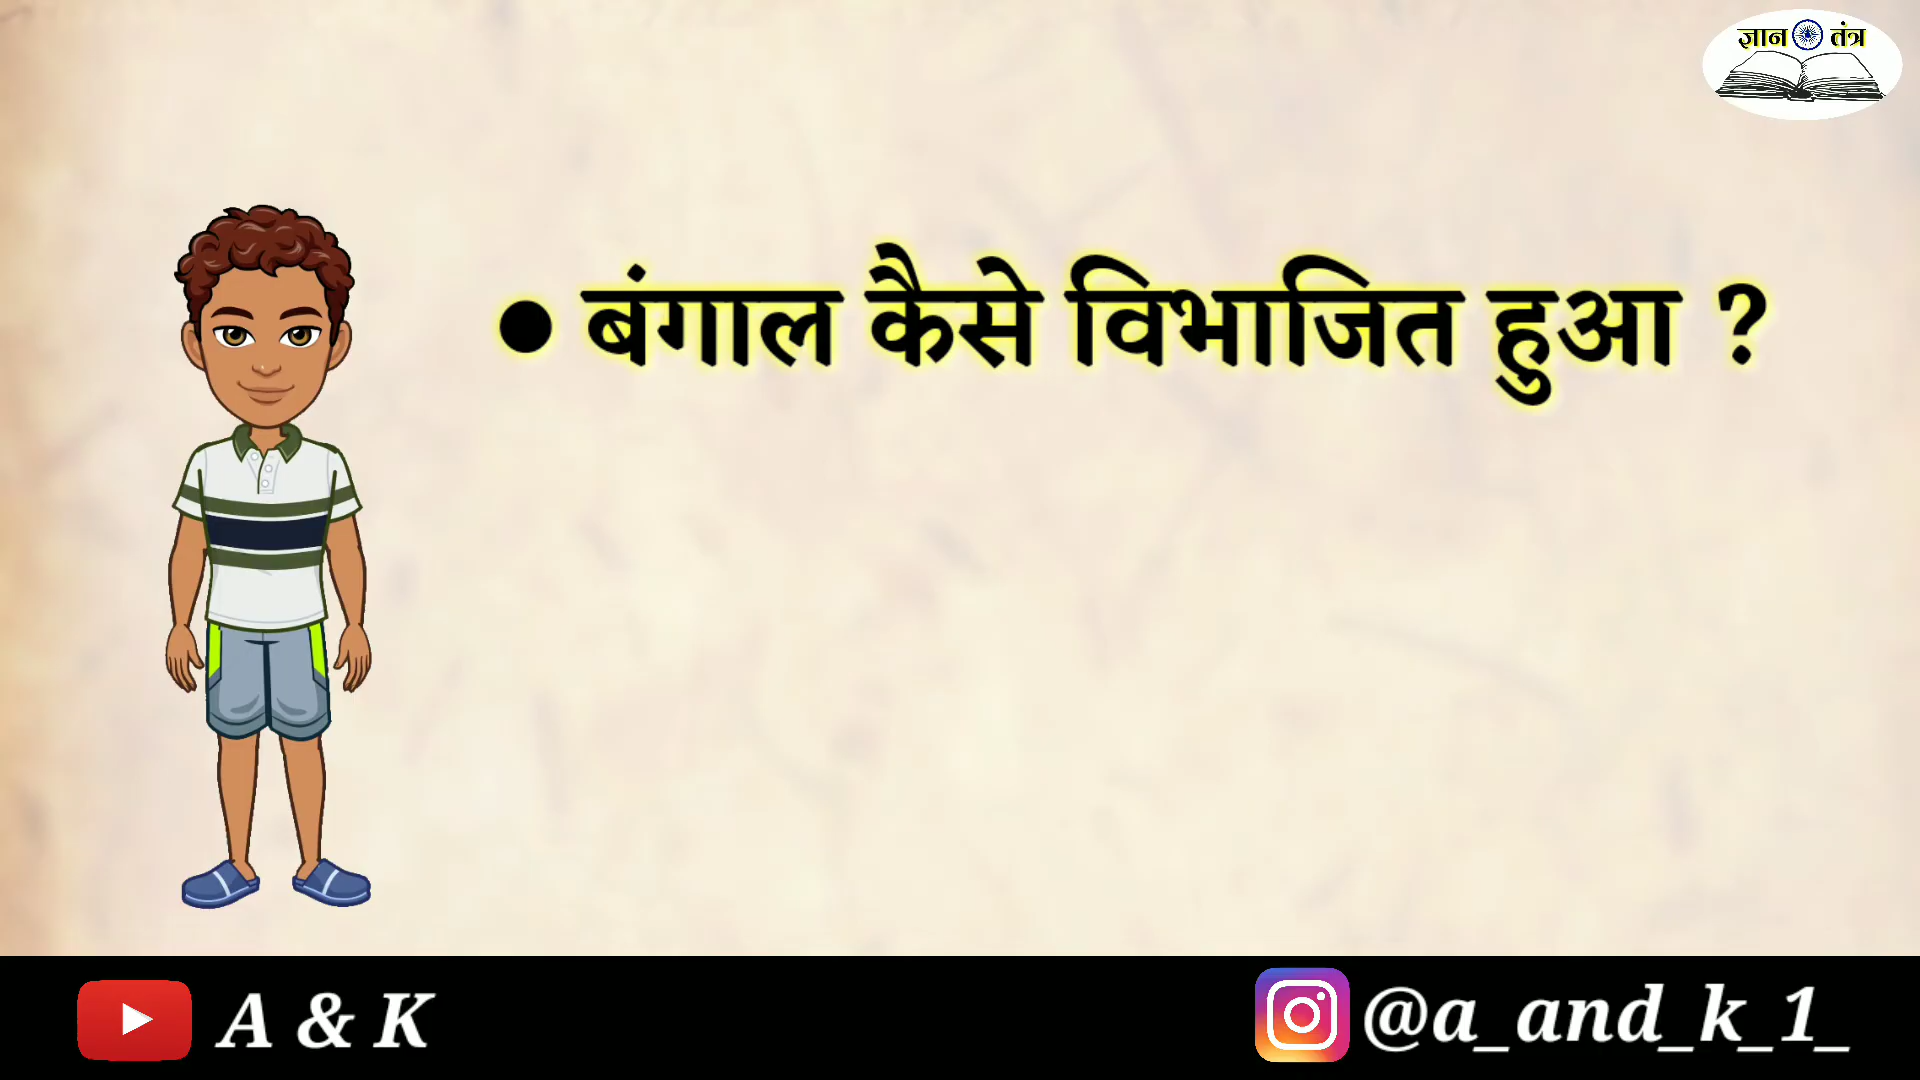 ज्ञान तंत्र
• बंगाल कैसे विभाजित हुआ ?
A & K
@a_and_k_1_